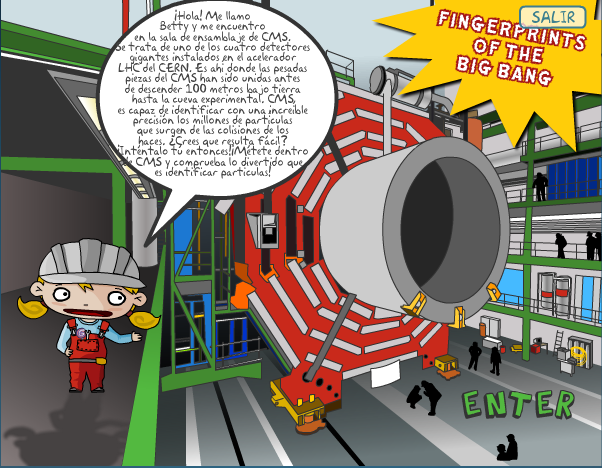 ¡Hola! Me llamo
Betty y me encuentro
en la sala de ensamblaje de CMS.
Se trata de uno de los cuatro detectores
gigantes instalados en el acelerador
LHC del CERN. Es ahí donde las pesadas
piezas del CMS han sido unidas antes
de descender 100 metros bajo tierra
hasta la cueva experimental. CMS,
es capaz de identificar con una increíble
precisión los millones de partículas
que surgen de las colisiones de los
haces. ¿Crees que resulta fácil?
Inténtalo tú entonces!¡Métete dentro
de CMS y comprueba lo divertido que
es identificar partículas!
SALIR
FINGERPRINTS
OF THE
BIG BANG
ENTER